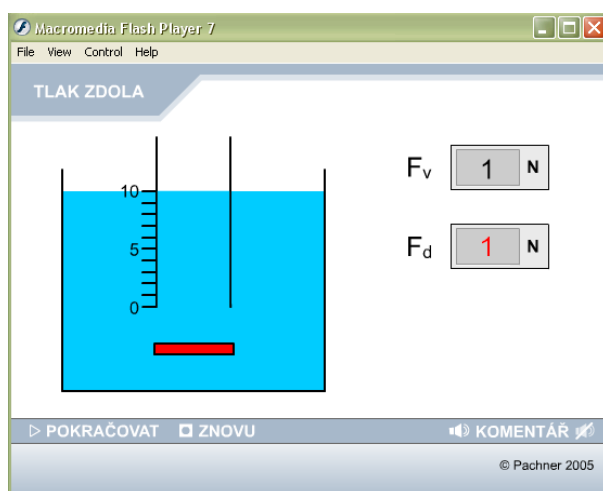 Macromedia Flash Player 7
File View Control Help
TLAK ZDOLA
10
5
0
Fv 1 N
Fd 1 N
POKRAČOVAT ZNOVU KOMENTÁŘ
© Pachner 2005